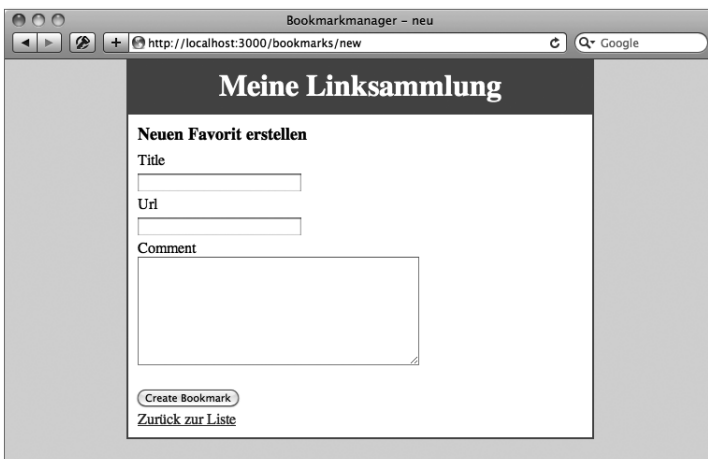 Bookmarkmanager – neu
http://localhost:3000/bookmarks/new
Google
Meine Linksammlung
Neuen Favorit erstellen
Title
Url
Comment
Create Bookmark
Zurück zur Liste